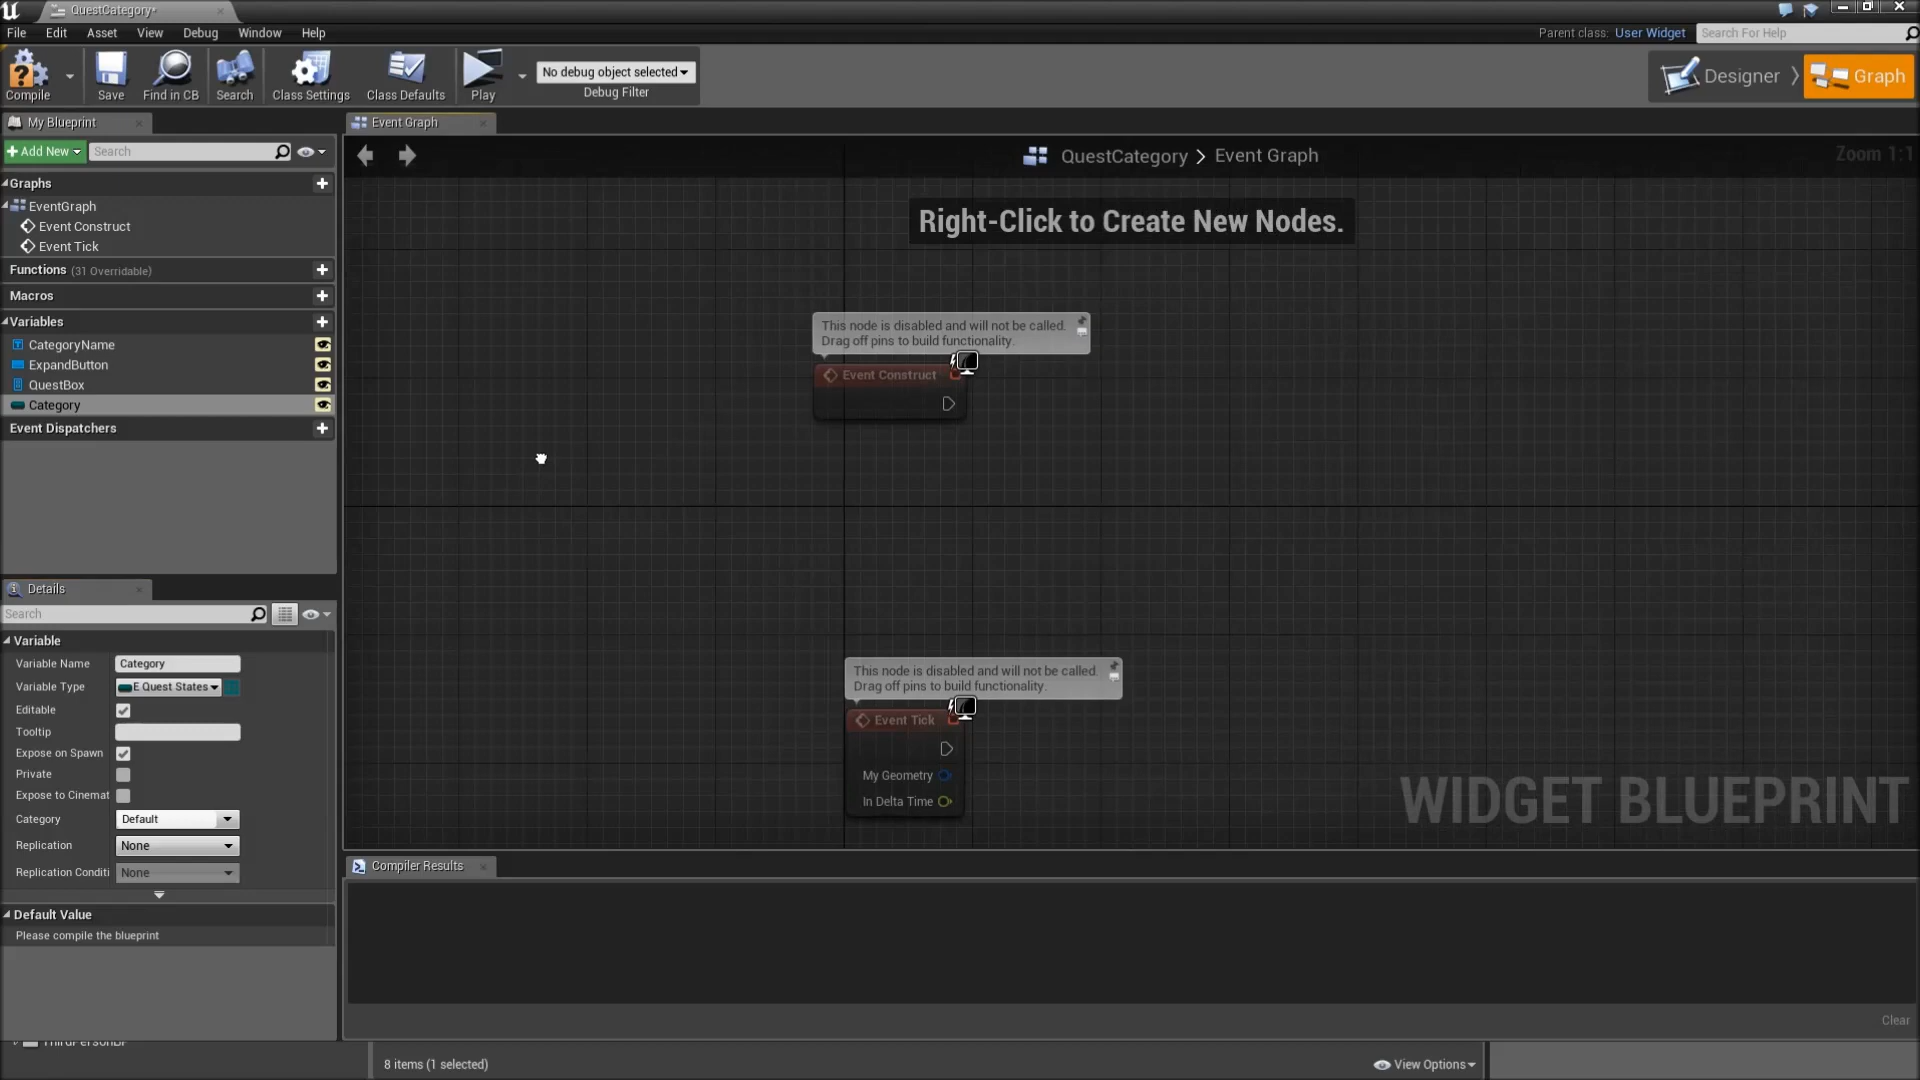 QuestCategory*
File Edit Asset View Debug Window Help
Parent class: User Widget
Search For Help
Compile
Save
Find in CB
Search
Class Settings
Class Defaults
Play
No debug object selected
Debug Filter
Designer
Graph
My Blueprint
Event Graph
+ Add New
Search
QuestCategory > Event Graph
Zoom 1:1
Graphs
EventGraph
Event Construct
Event Tick
Functions (31 Overridable)
Macros
Variables
CategoryName
ExpandButton
QuestBox
Category
Event Dispatchers
Right-Click to Create New Nodes.
This node is disabled and will not be called.
Drag off pins to build functionality.
Event Construct
This node is disabled and will not be called.
Drag off pins to build functionality.
Event Tick
My Geometry
In Delta Time
WIDGET BLUEPRINT
Details
Search
Variable
Variable Name Category
Variable Type E Quest States
Editable
Tooltip
Expose on Spawn
Private
Expose to Cinemat
Category Default
Replication None
Replication Conditi None
Default Value
Please compile the blueprint
Compiler Results
Clear
ThirdPersonBP
8 items (1 selected)
View Options